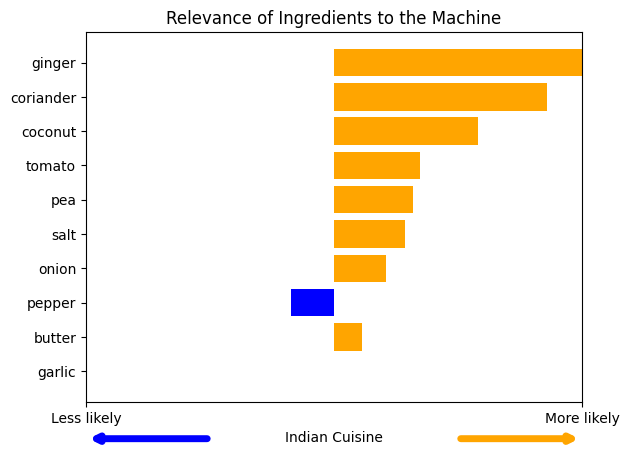 Relevance of Ingredients to the Machine
ginger
coriander
coconut
tomato
pea
salt
onion
pepper
butter
garlic
Less likely More likely
Indian Cuisine